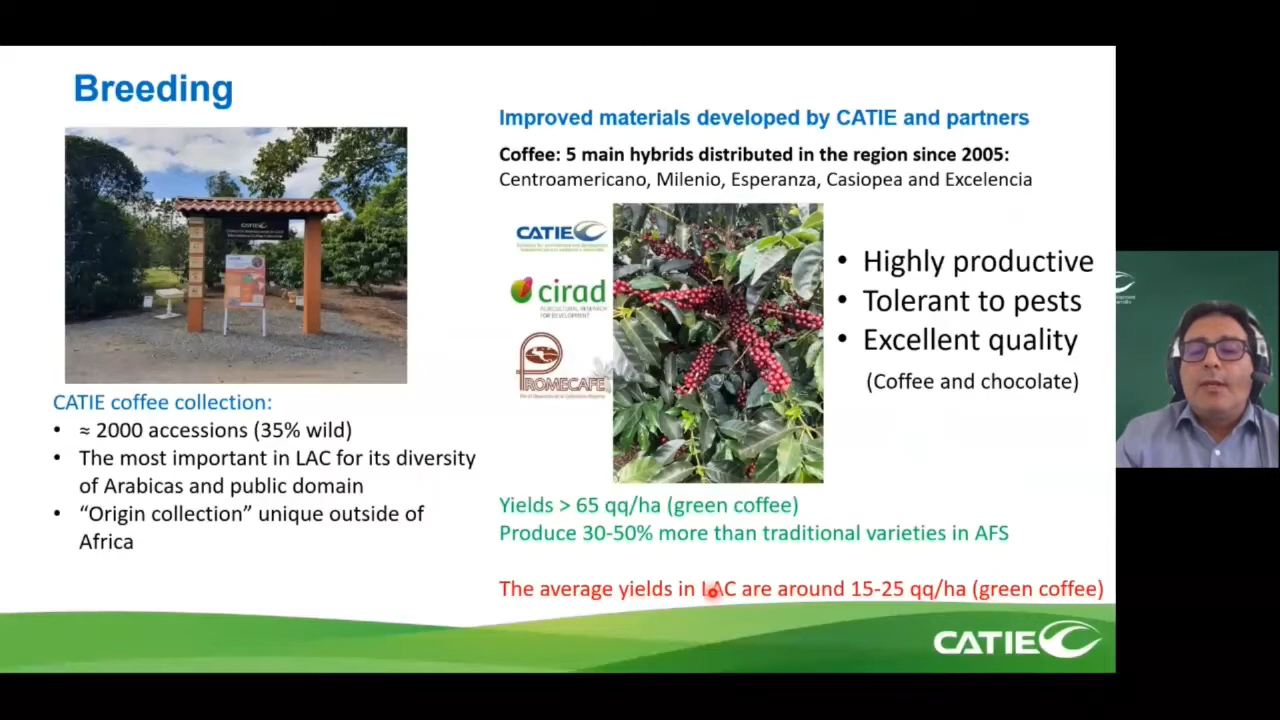 Breeding
CATIE coffee collection:
• ≈ 2000 accessions (35% wild)
• The most important in LAC for its diversity
of Arabicas and public domain
• “Origin collection” unique outside of
Africa
Improved materials developed by CATIE and partners
Coffee: 5 main hybrids distributed in the region since 2005:
Centroamericano, Milenio, Esperanza, Casiopea and Excelencia
CATIE
cirad
AGRICULTURAL RESEARCH
FOR DEVELOPMENT
PROMECAFE
• Highly productive
• Tolerant to pests
• Excellent quality
(Coffee and chocolate)
Yields > 65 qq/ha (green coffee)
Produce 30-50% more than traditional varieties in AFS
The average yields in LAC are around 15-25 qq/ha (green coffee)
CATIE